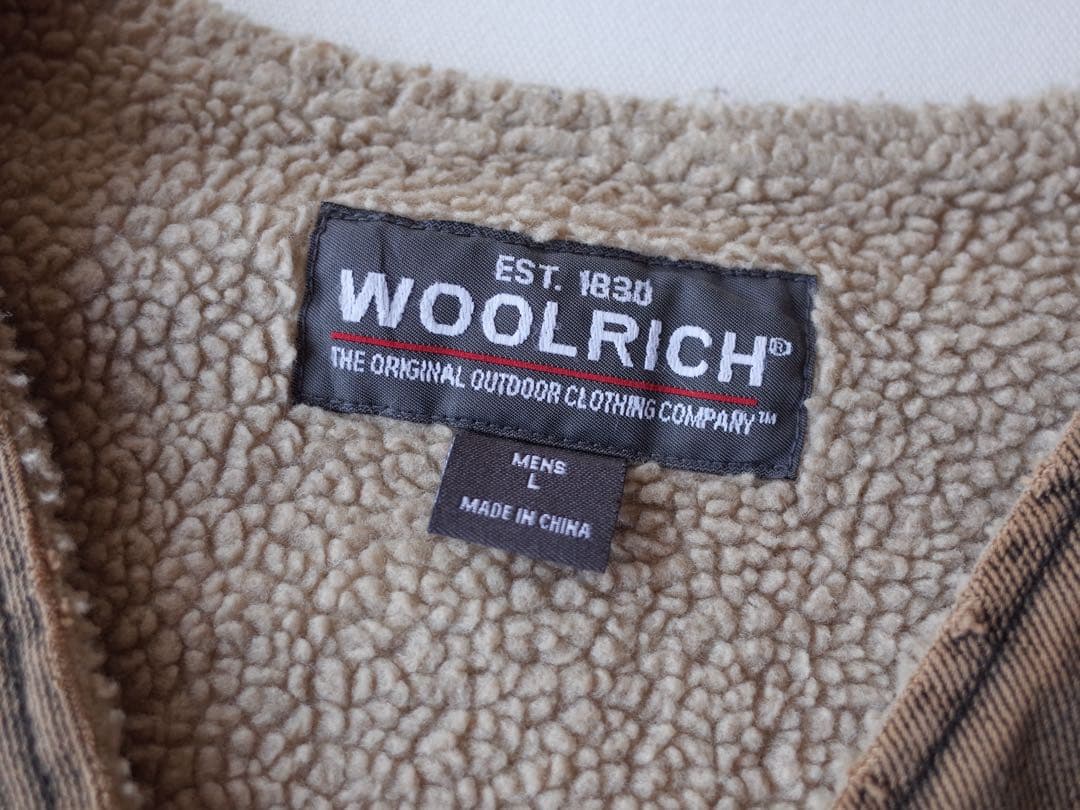 EST. 1830
WOOLRICH®
THE ORIGINAL OUTDOOR CLOTHING COMPANY™
MENS
L
MADE IN CHINA